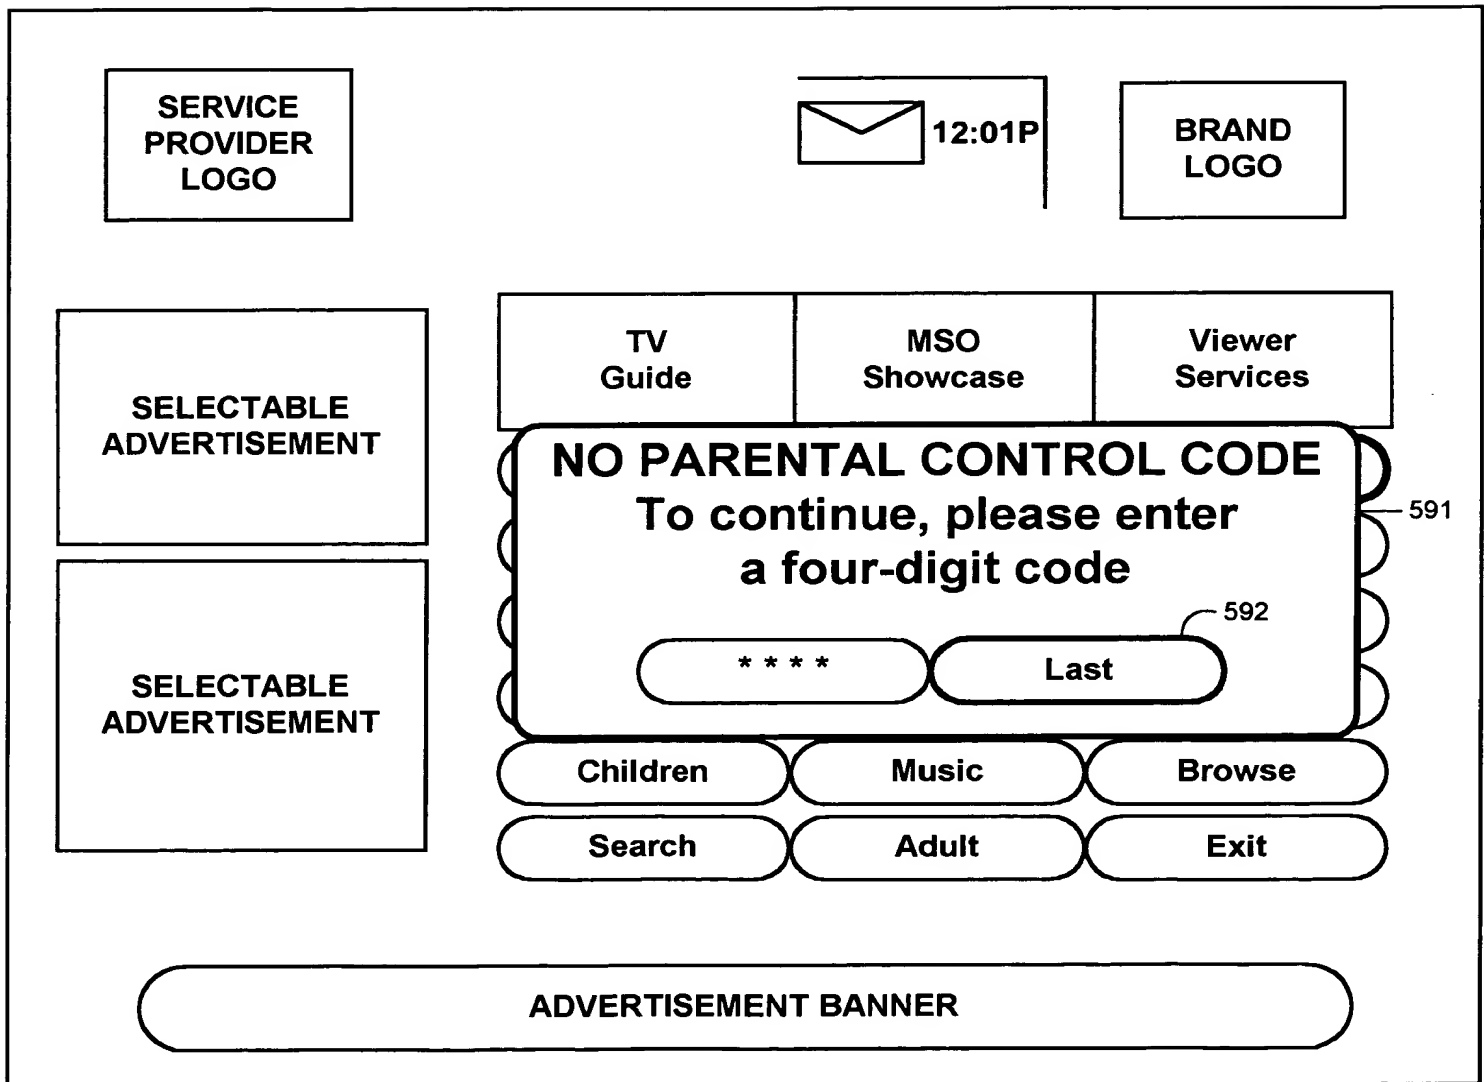 SERVICE
PROVIDER
LOGO
12:01P
BRAND
LOGO
SELECTABLE
ADVERTISEMENT
SELECTABLE
ADVERTISEMENT
TV
Guide
MSO
Showcase
Viewer
Services
NO PARENTAL CONTROL CODE
To continue, please enter
a four-digit code
591
592
* * * *
Last
Children
Music
Browse
Search
Adult
Exit
ADVERTISEMENT BANNER